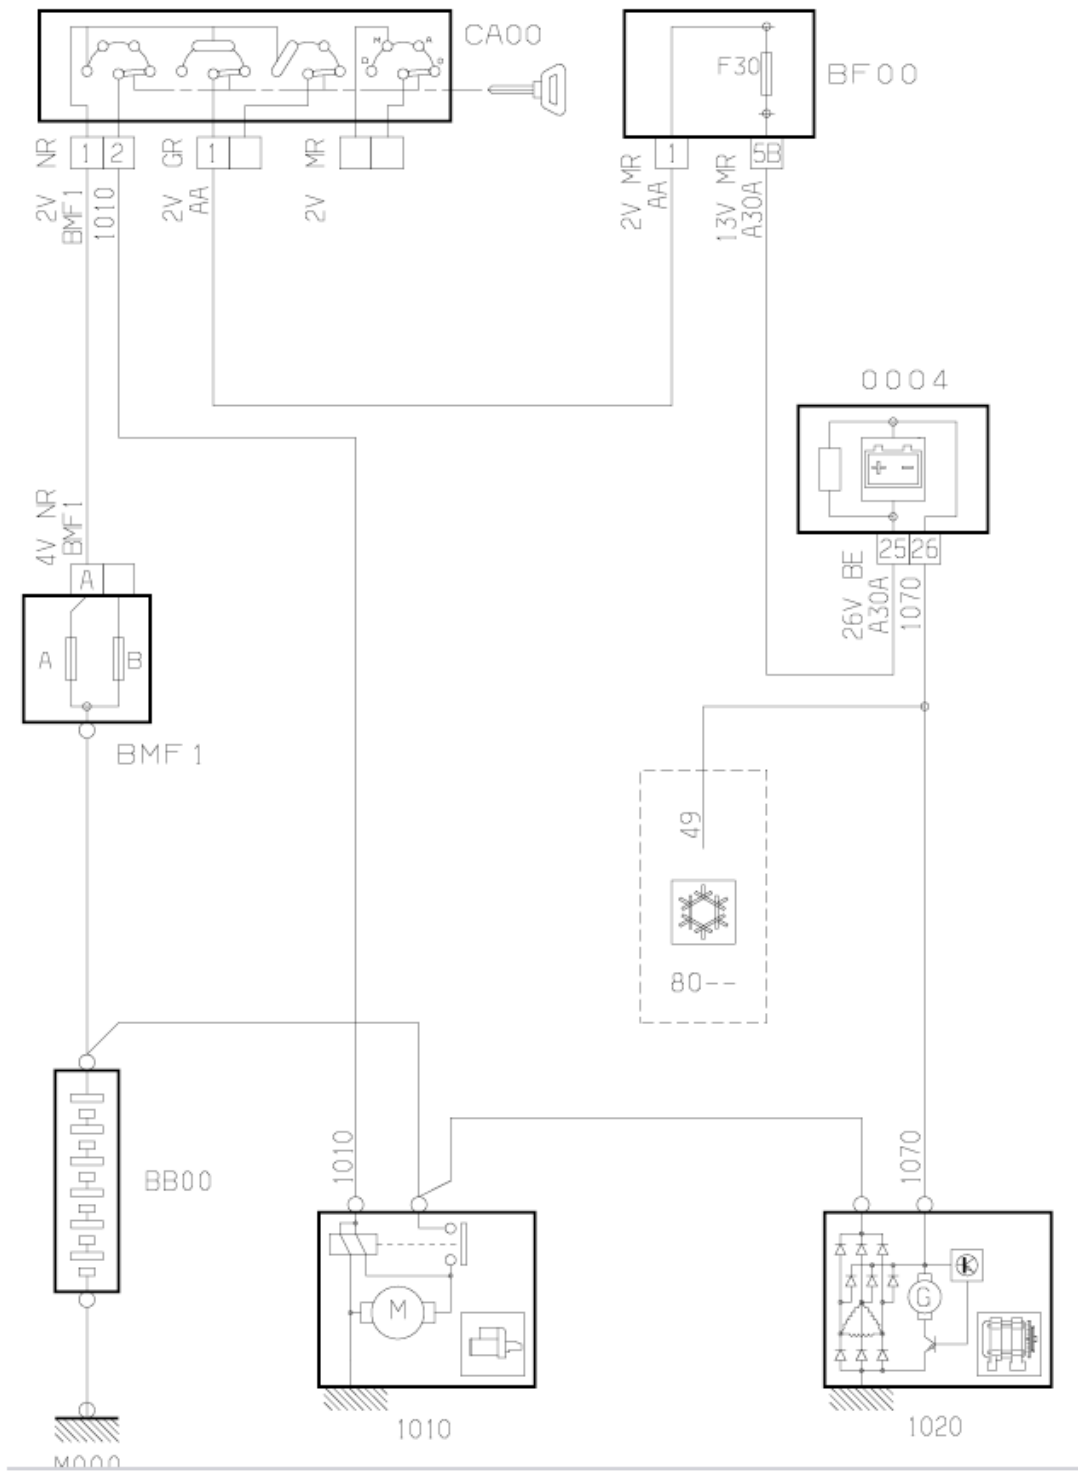 CA00
M A
D D
F30
BF00
NR
1 2
GR
1
MR
1
5B
2V
BMF1
1010
2V
AA
2V
2V MR
AA
13V MR
A30A
0004
+ -
25 26
4V NR
BMF1
A
26V BE
A30A
1070
A
B
BMF1
49
80--
BB00
1010
1070
M
G
K
1010
1020
M000